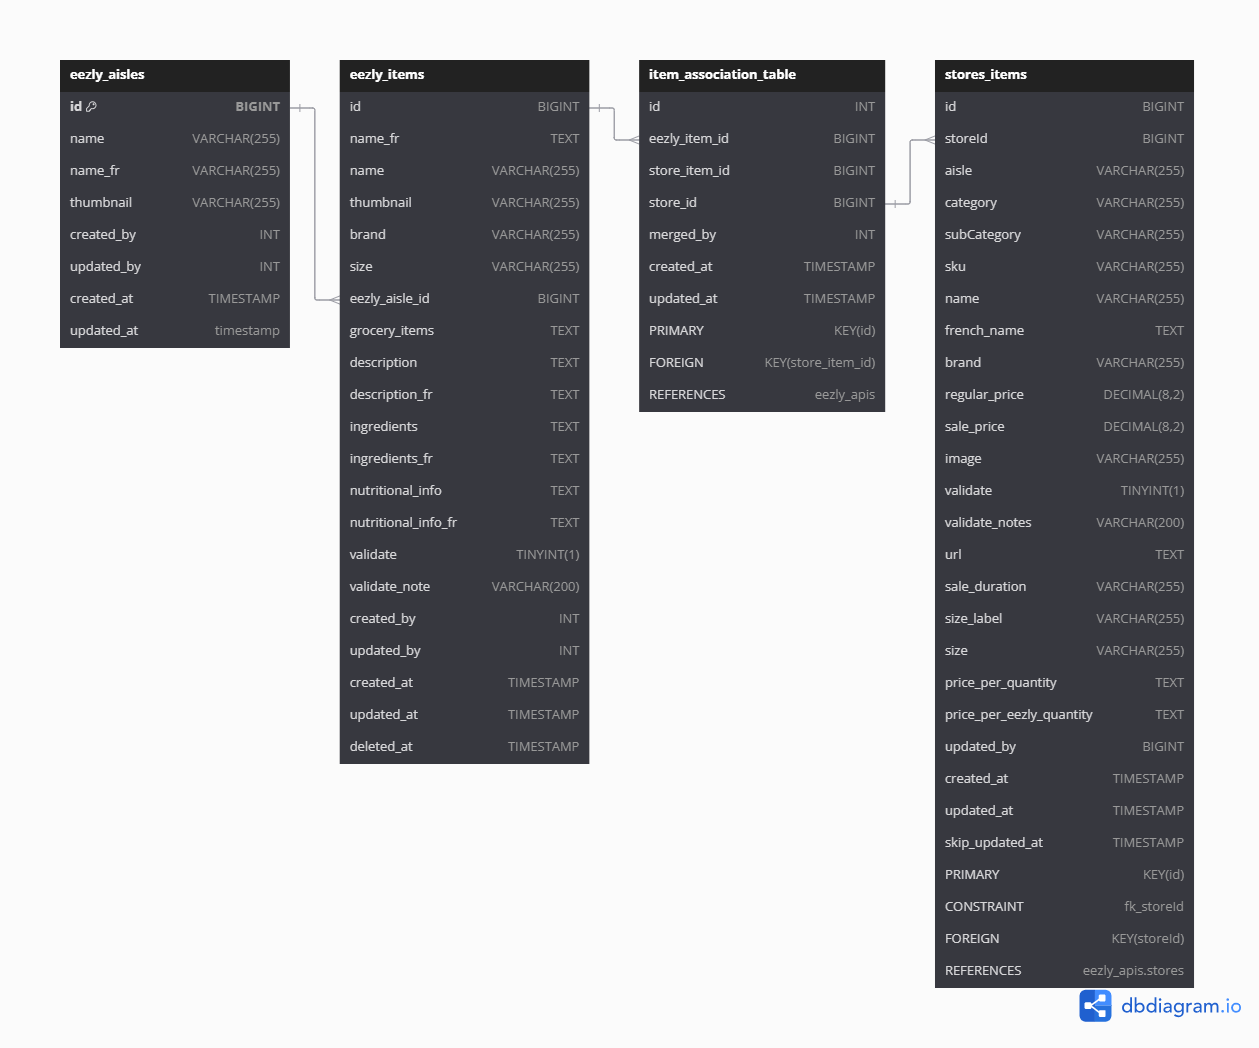 eezly_aisles
id BIGINT
name VARCHAR(255)
name_fr VARCHAR(255)
thumbnail VARCHAR(255)
created_by INT
updated_by INT
created_at TIMESTAMP
updated_at timestamp
eezly_items
id BIGINT
name_fr TEXT
name VARCHAR(255)
thumbnail VARCHAR(255)
brand VARCHAR(255)
size VARCHAR(255)
eezly_aisle_id BIGINT
grocery_items TEXT
description TEXT
description_fr TEXT
ingredients TEXT
ingredients_fr TEXT
nutritional_info TEXT
nutritional_info_fr TEXT
validate TINYINT(1)
validate_note VARCHAR(200)
created_by INT
updated_by INT
created_at TIMESTAMP
updated_at TIMESTAMP
deleted_at TIMESTAMP
item_association_table
id INT
eezly_item_id BIGINT
store_item_id BIGINT
store_id BIGINT
merged_by INT
created_at TIMESTAMP
updated_at TIMESTAMP
PRIMARY KEY(id)
FOREIGN KEY(store_item_id)
REFERENCES eezly_apis
stores_items
id BIGINT
storeId BIGINT
aisle VARCHAR(255)
category VARCHAR(255)
subCategory VARCHAR(255)
sku VARCHAR(255)
name VARCHAR(255)
french_name TEXT
brand VARCHAR(255)
regular_price DECIMAL(8,2)
sale_price DECIMAL(8,2)
image VARCHAR(255)
validate TINYINT(1)
validate_notes VARCHAR(200)
url TEXT
sale_duration VARCHAR(255)
size_label VARCHAR(255)
size VARCHAR(255)
price_per_quantity TEXT
price_per_eezly_quantity TEXT
updated_by BIGINT
created_at TIMESTAMP
updated_at TIMESTAMP
skip_updated_at TIMESTAMP
PRIMARY KEY(id)
CONSTRAINT fk_storeId
FOREIGN KEY(storeId)
REFERENCES eezly_apis.stores
dbdiagram.io